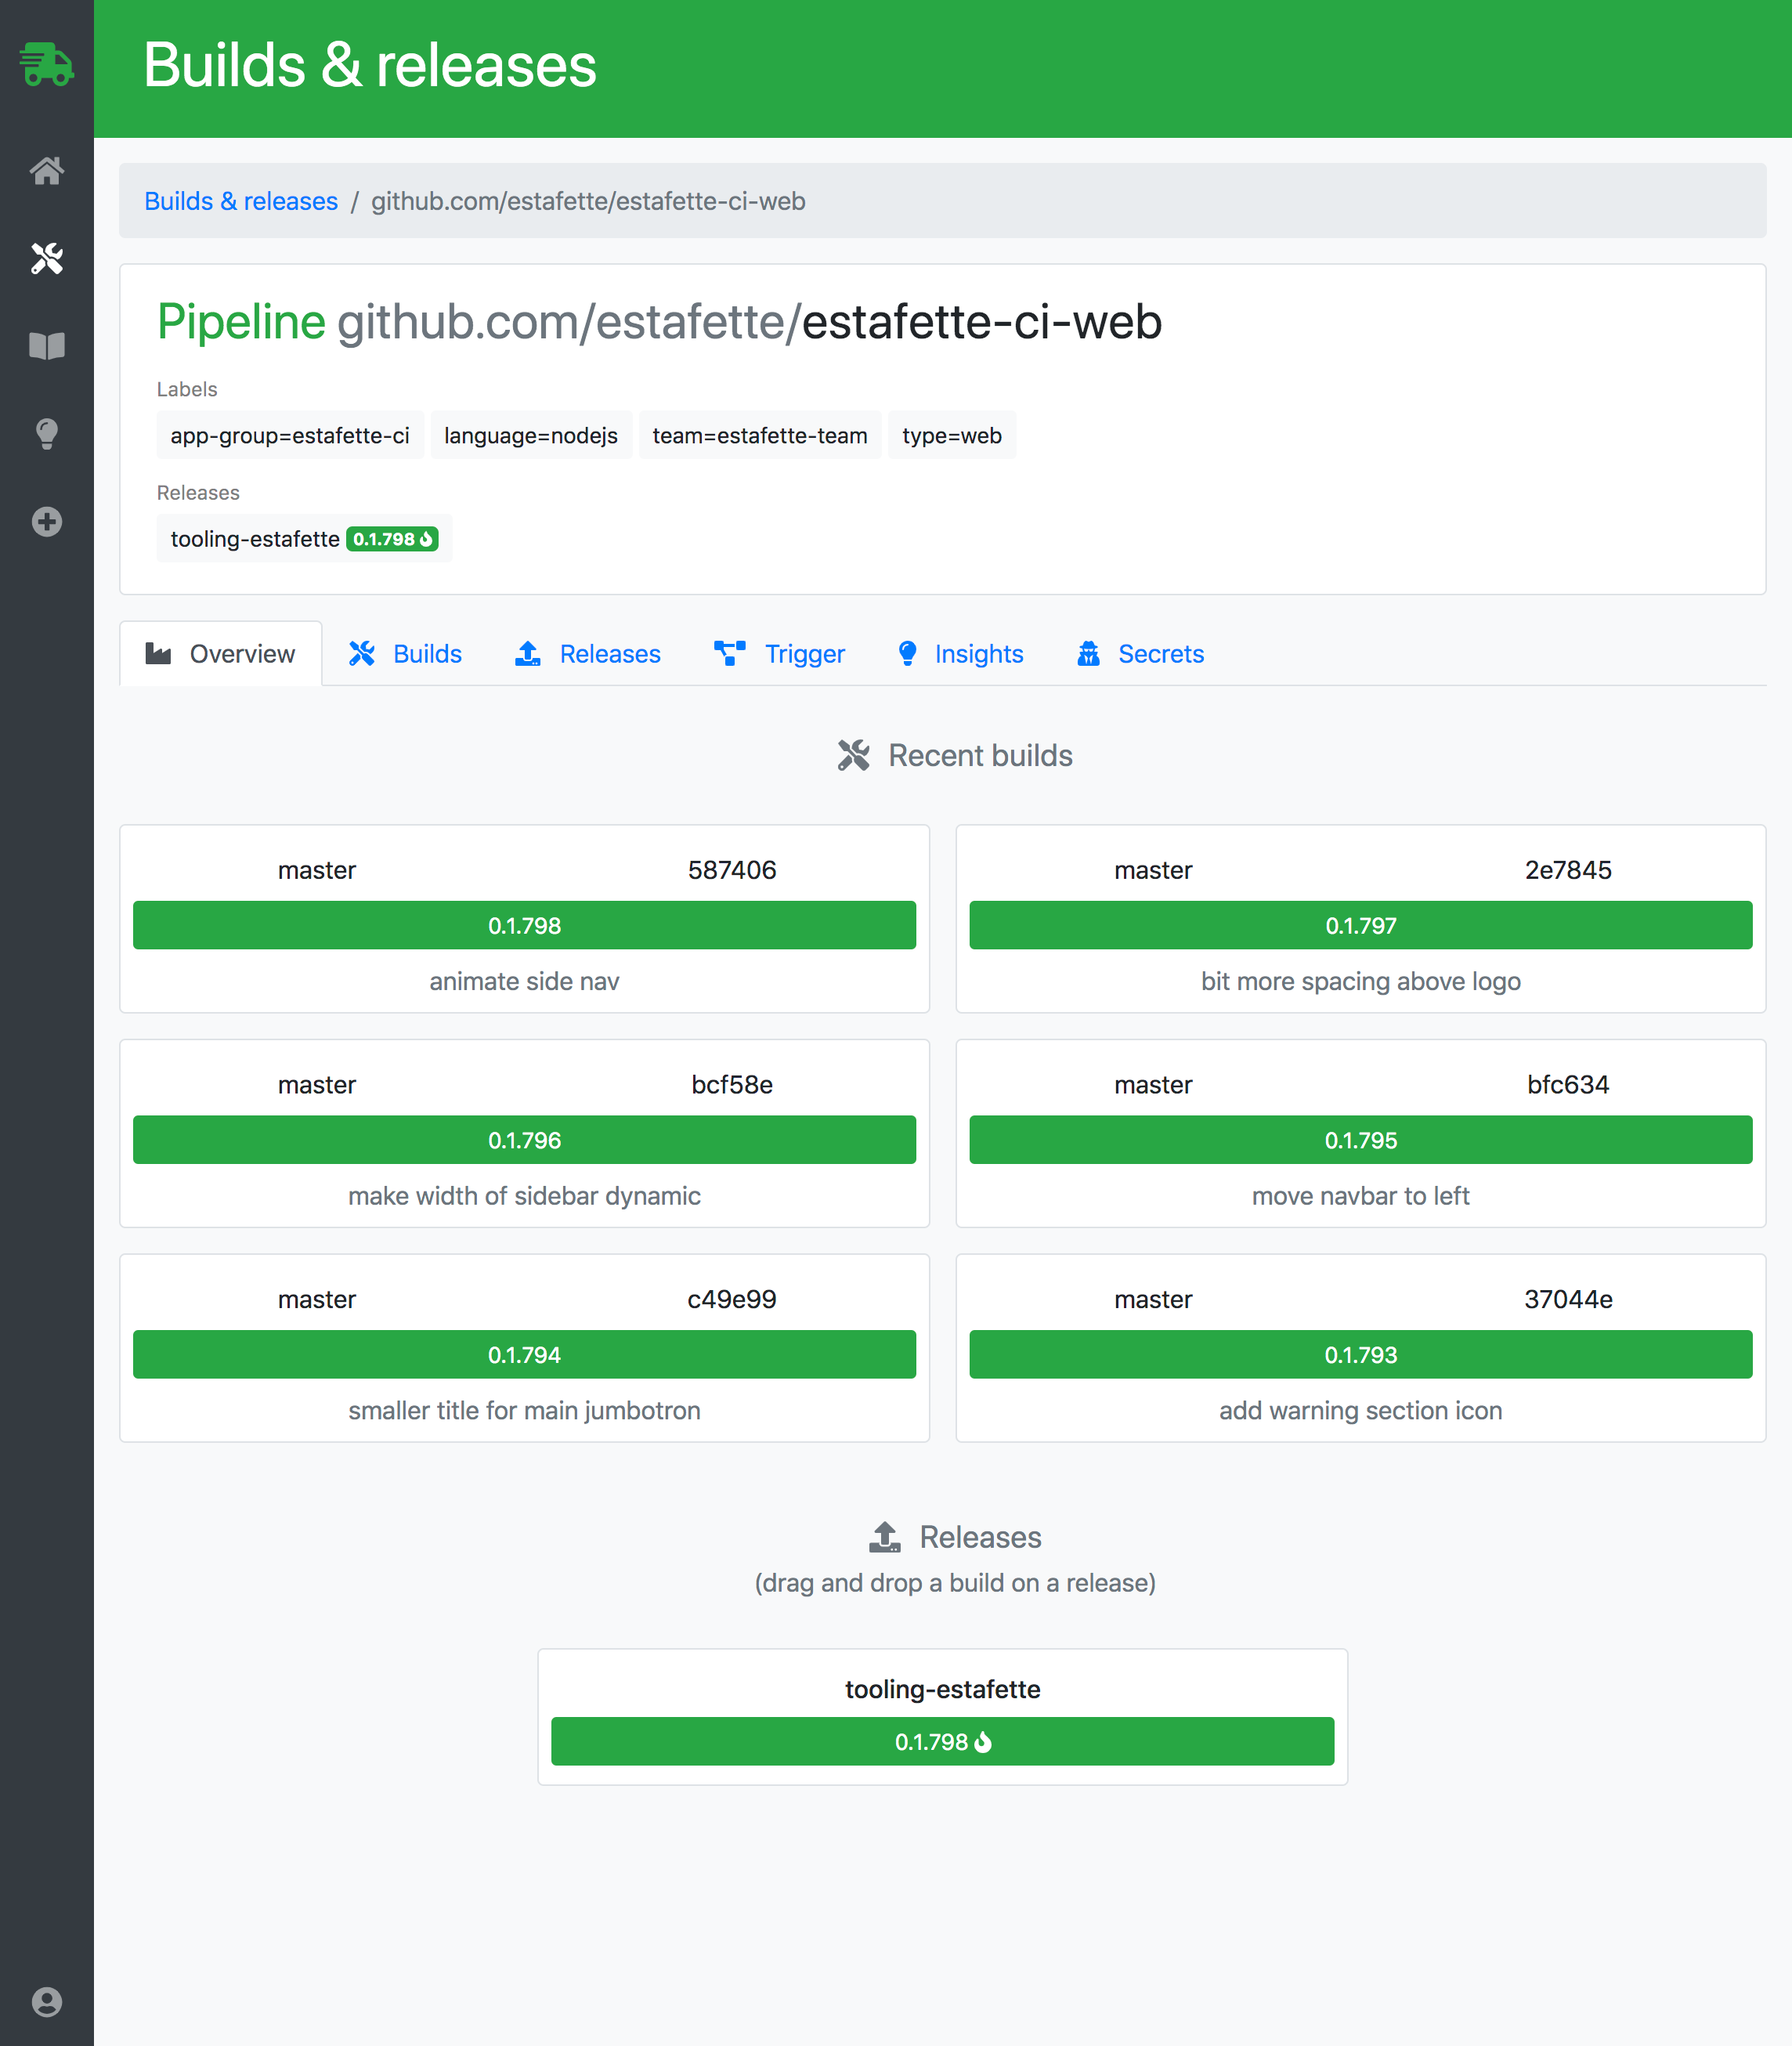 Builds & releases
Builds & releases / github.com/estafette/estafette-ci-web
Pipeline github.com/estafette/estafette-ci-web
Labels
app-group=estafette-ci language=nodejs team=estafette-team type=web
Releases
tooling-estafette 0.1.798
Overview Builds Releases Trigger Insights Secrets
Recent builds
master 587406
0.1.798
animate side nav
master 2e7845
0.1.797
bit more spacing above logo
master bcf58e
0.1.796
make width of sidebar dynamic
master bfc634
0.1.795
move navbar to left
master c49e99
0.1.794
smaller title for main jumbotron
master 37044e
0.1.793
add warning section icon
Releases
(drag and drop a build on a release)
tooling-estafette
0.1.798